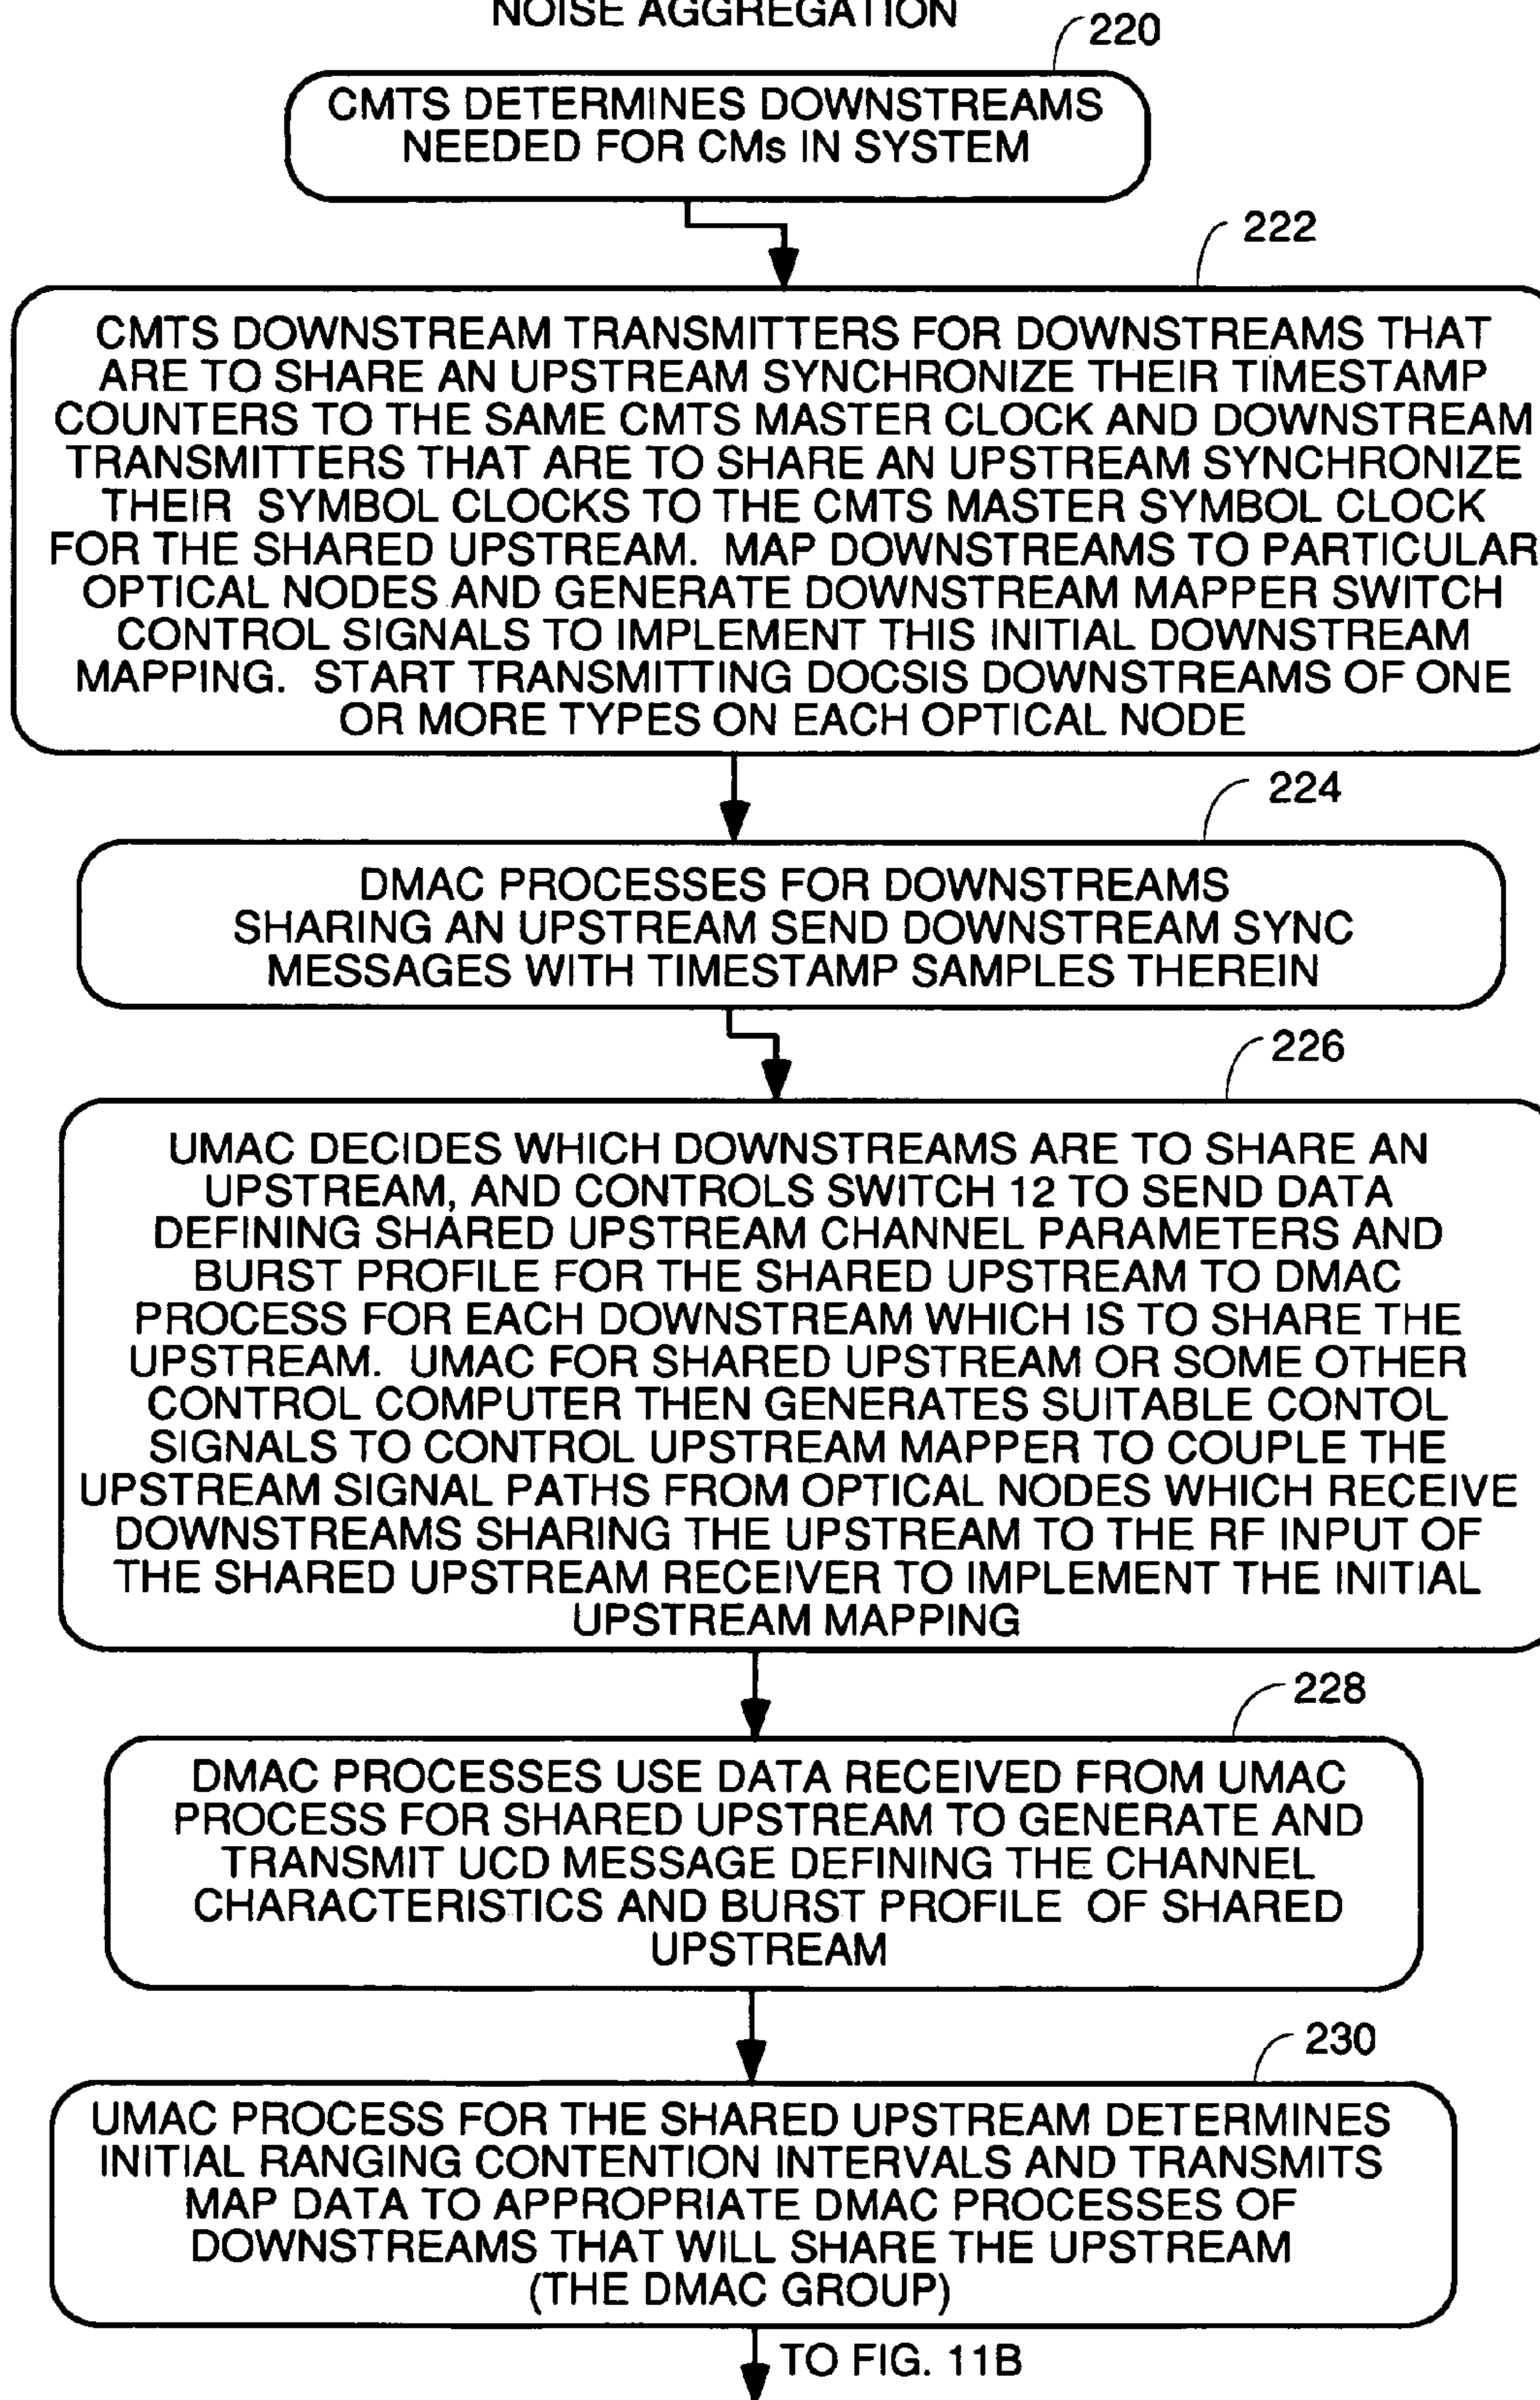 NOISE AGGREGATION
220
CMTS DETERMINES DOWNSTREAMS
NEEDED FOR CMs IN SYSTEM
222
CMTS DOWNSTREAM TRANSMITTERS FOR DOWNSTREAMS THAT
ARE TO SHARE AN UPSTREAM SYNCHRONIZE THEIR TIMESTAMP
COUNTERS TO THE SAME CMTS MASTER CLOCK AND DOWNSTREAM
TRANSMITTERS THAT ARE TO SHARE AN UPSTREAM SYNCHRONIZE
THEIR SYMBOL CLOCKS TO THE CMTS MASTER SYMBOL CLOCK
FOR THE SHARED UPSTREAM. MAP DOWNSTREAMS TO PARTICULAR
OPTICAL NODES AND GENERATE DOWNSTREAM MAPPER SWITCH
CONTROL SIGNALS TO IMPLEMENT THIS INITIAL DOWNSTREAM
MAPPING. START TRANSMITTING DOCSIS DOWNSTREAMS OF ONE
OR MORE TYPES ON EACH OPTICAL NODE
224
DMAC PROCESSES FOR DOWNSTREAMS
SHARING AN UPSTREAM SEND DOWNSTREAM SYNC
MESSAGES WITH TIMESTAMP SAMPLES THEREIN
226
UMAC DECIDES WHICH DOWNSTREAMS ARE TO SHARE AN
UPSTREAM, AND CONTROLS SWITCH 12 TO SEND DATA
DEFINING SHARED UPSTREAM CHANNEL PARAMETERS AND
BURST PROFILE FOR THE SHARED UPSTREAM TO DMAC
PROCESS FOR EACH DOWNSTREAM WHICH IS TO SHARE THE
UPSTREAM. UMAC FOR SHARED UPSTREAM OR SOME OTHER
CONTROL COMPUTER THEN GENERATES SUITABLE CONTOL
SIGNALS TO CONTROL UPSTREAM MAPPER TO COUPLE THE
UPSTREAM SIGNAL PATHS FROM OPTICAL NODES WHICH RECEIVE
DOWNSTREAMS SHARING THE UPSTREAM TO THE RF INPUT OF
THE SHARED UPSTREAM RECEIVER TO IMPLEMENT THE INITIAL
UPSTREAM MAPPING
228
DMAC PROCESSES USE DATA RECEIVED FROM UMAC
PROCESS FOR SHARED UPSTREAM TO GENERATE AND
TRANSMIT UCD MESSAGE DEFINING THE CHANNEL
CHARACTERISTICS AND BURST PROFILE OF SHARED
UPSTREAM
230
UMAC PROCESS FOR THE SHARED UPSTREAM DETERMINES
INITIAL RANGING CONTENTION INTERVALS AND TRANSMITS
MAP DATA TO APPROPRIATE DMAC PROCESSES OF
DOWNSTREAMS THAT WILL SHARE THE UPSTREAM
(THE DMAC GROUP)
TO FIG. 11B